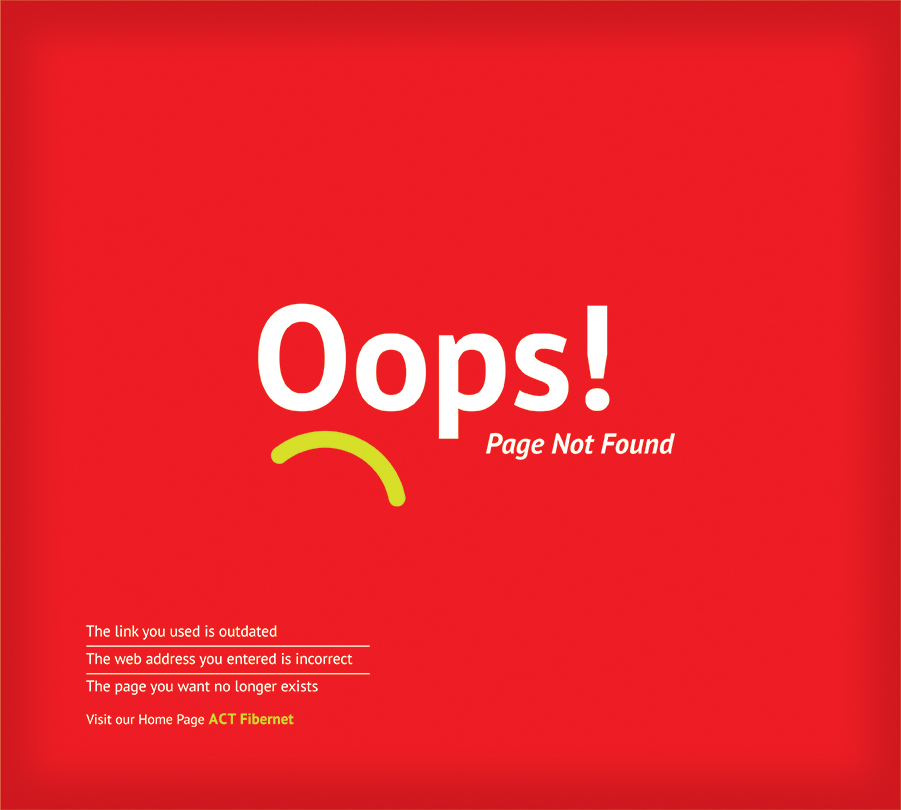 Oops!
Page Not Found
The link you used is outdated
The web address you entered is incorrect
The page you want no longer exists
Visit our Home Page ACT Fibernet